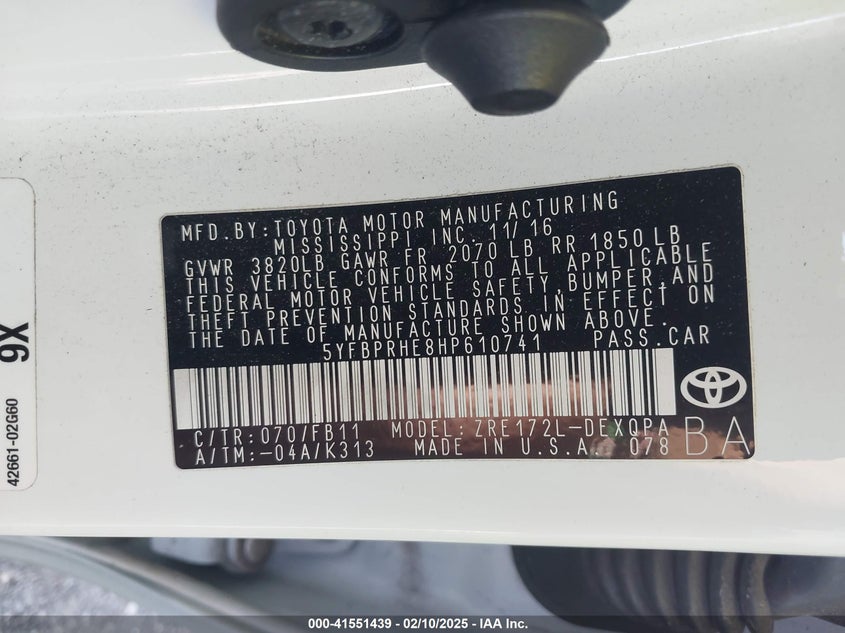 MFD.BY:TOYOTA MOTOR MANUFACTURING
MISSISSIPPI INC. 11/16
GVWR 3820LB GAWR FR 2070 LB RR 1850 LB
THIS VEHICLE CONFORMS TO ALL APPLICABLE
FEDERAL MOTOR VEHICLE SAFETY,BUMPER,AND
THEFT PREVENTION STANDARDS IN EFFECT ON
THE DATE OF MANUFACTURE SHOWN ABOVE.
5YFBPRHE8HP610741 PASS.CAR
C/TR:070/FB11 MODEL:ZRE172L-DEXQPA
A/TM:-04A/K313 MADE IN U.S.A. 078
BA
9X
42661-02G60
000-41551439 - 02/10/2025 - IAA Inc.